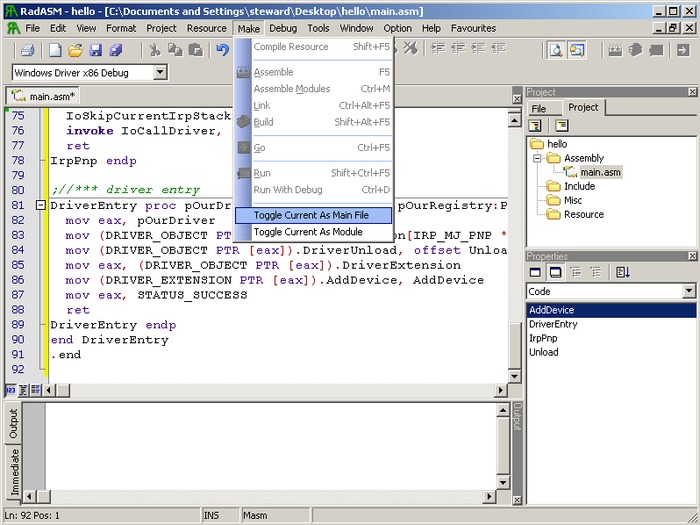 RadASM - hello - [C:\Documents and Settings\steward\Desktop\hello\main.asm]
File Edit View Format Project Resource Make Debug Tools Window Option Help Favourites
Windows Driver x86 Debug
main.asm*
Compile Resource Shift+F5
Assemble F5
Assemble Modules Ctrl+M
Link Ctrl+Alt+F5
Build Shift+Alt+F5
Go Ctrl+F5
Run Shift+Ctrl+F5
Run With Debug Ctrl+D
Toggle Current As Main File
Toggle Current As Module
75 IoSkipCurrentIrpStack
76 invoke IoCallDriver,
77 ret
78 IrpPnp endp
79
80 ;//*** driver entry
81 DriverEntry proc pOurDr pOurRegistry:P
82 mov eax, pOurDriver
83 mov (DRIVER_OBJECT PT on[IRP_MJ_PNP *
84 mov (DRIVER_OBJECT PTR [eax]).DriverUnload, offset Unloa
85 mov eax, (DRIVER_OBJECT PTR [eax]).DriverExtension
86 mov (DRIVER_EXTENSION PTR [eax]).AddDevice, AddDevice
87 mov eax, STATUS_SUCCESS
88 ret
89 DriverEntry endp
90 end DriverEntry
91 .end
92
Project
File Project
hello
Assembly
main.asm
Include
Misc
Resource
Properties
Code
AddDevice
DriverEntry
IrpPnp
Unload
Output
Immediate
Output
Ln: 92 Pos: 1 INS Masm